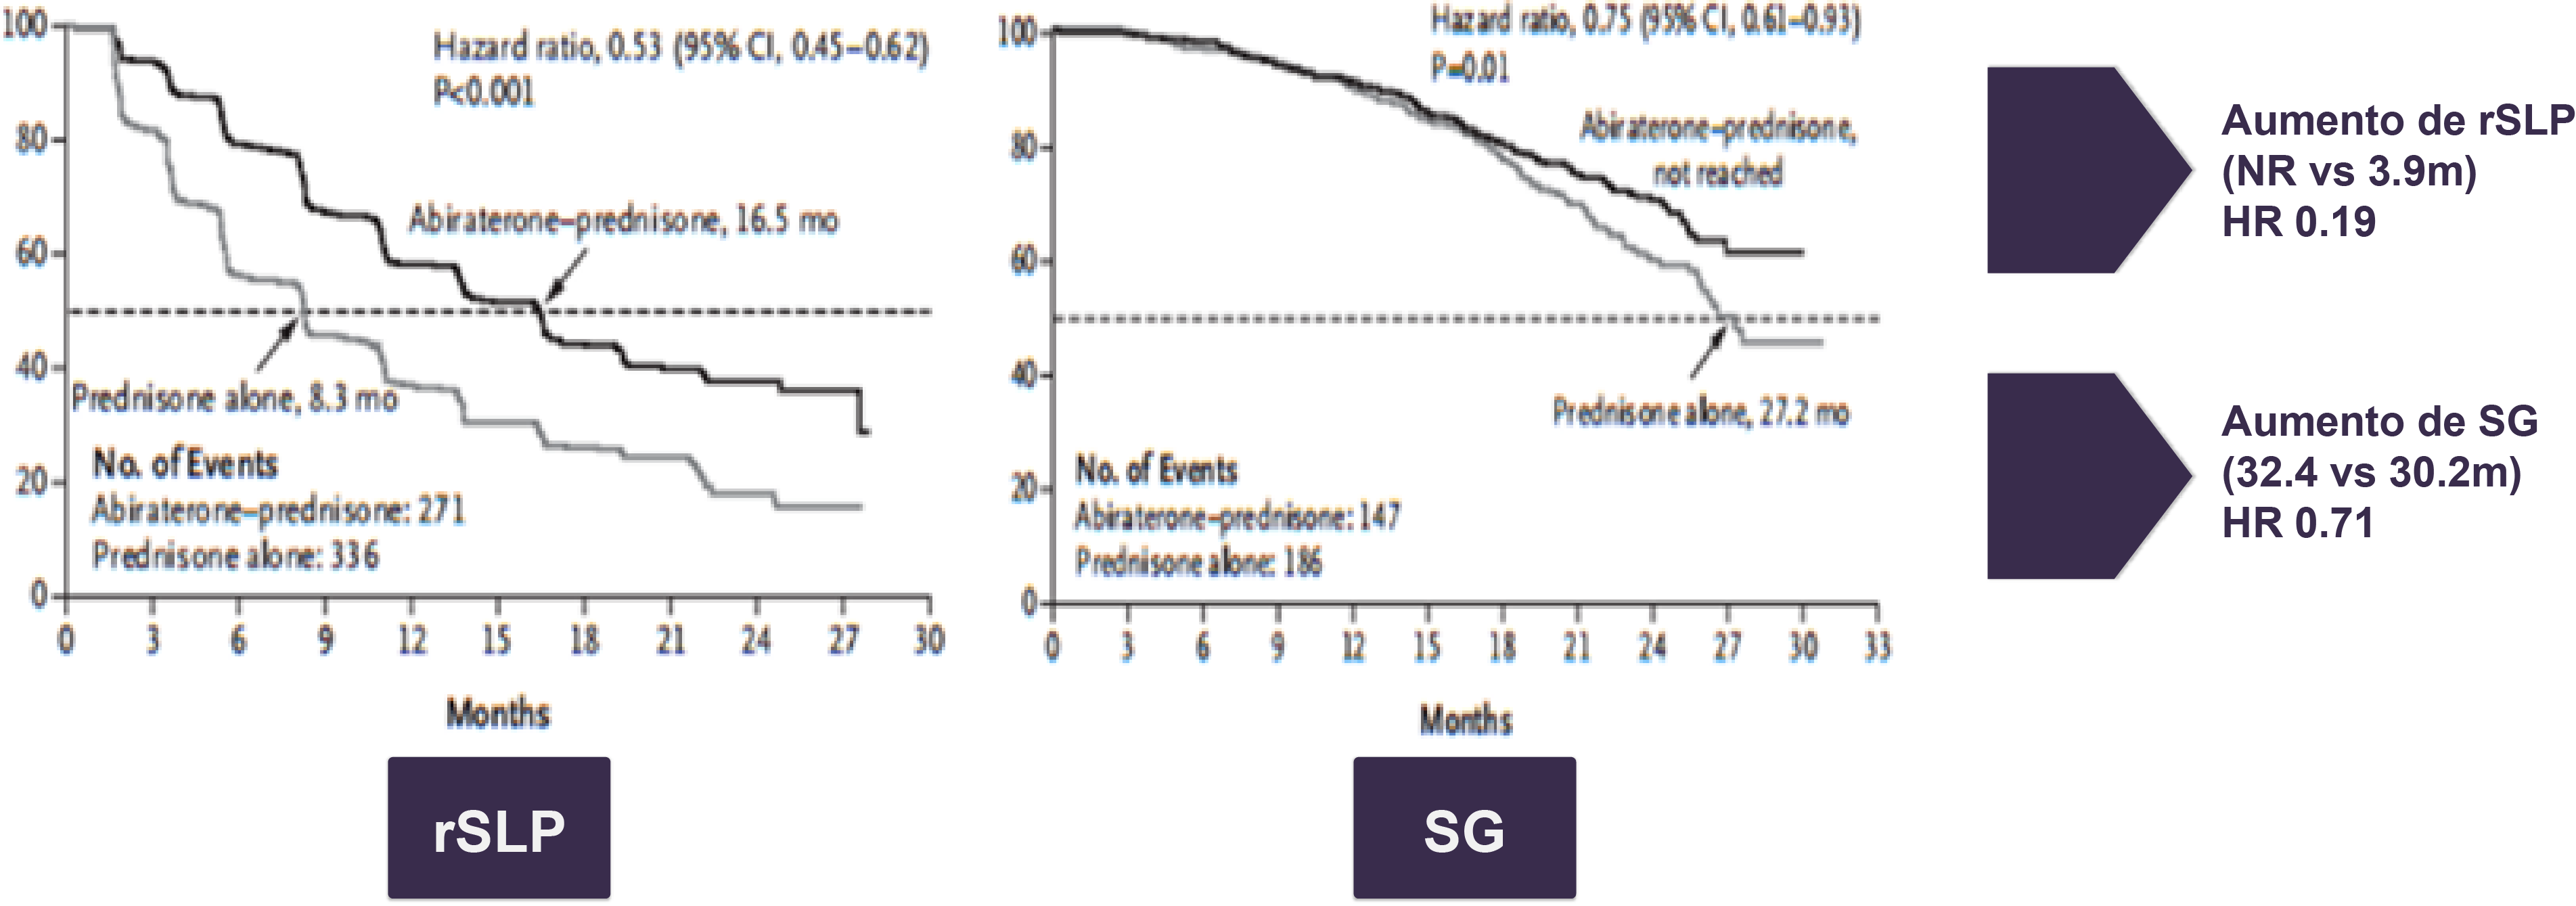 100
80
60
40
20
0
Hazard ratio, 0.53 (95% CI, 0.45–0.62)
P<0.001
Abiraterone–prednisone, 16.5 mo
Prednisone alone, 8.3 mo
No. of Events
Abiraterone–prednisone: 271
Prednisone alone: 336
0 3 6 9 12 15 18 21 24 27 30
Months
rSLP
100
80
60
40
20
0
Hazard ratio, 0.75 (95% CI, 0.61–0.93)
P=0.01
Abiraterone–prednisone,
not reached
Prednisone alone, 27.2 mo
No. of Events
Abiraterone–prednisone: 147
Prednisone alone: 186
0 3 6 9 12 15 18 21 24 27 30 33
Months
SG
Aumento de rSLP
(NR vs 3.9m)
HR 0.19
Aumento de SG
(32.4 vs 30.2m)
HR 0.71